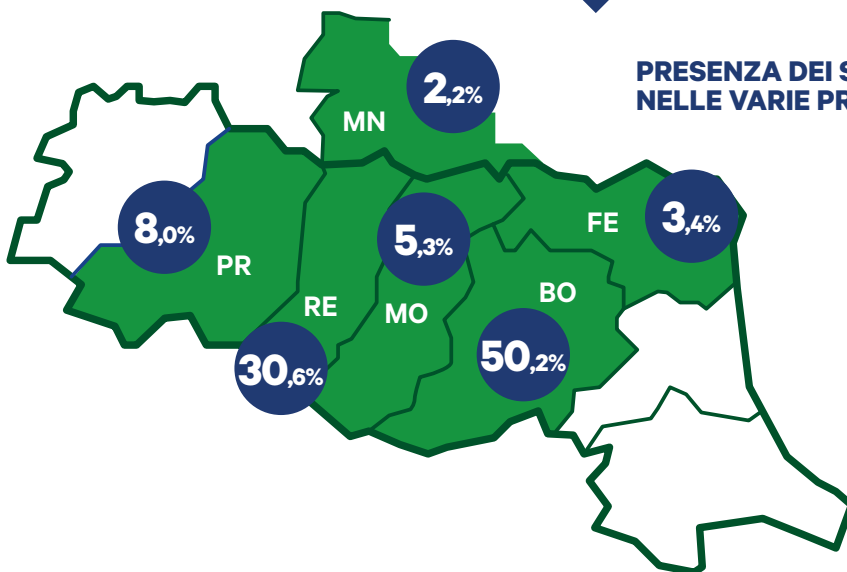 PRESENZA DEI
NELLE VARIE
2,2%
MN
8,0%
PR
5,3%
FE
3,4%
RE
MO
BO
30,6%
50,2%